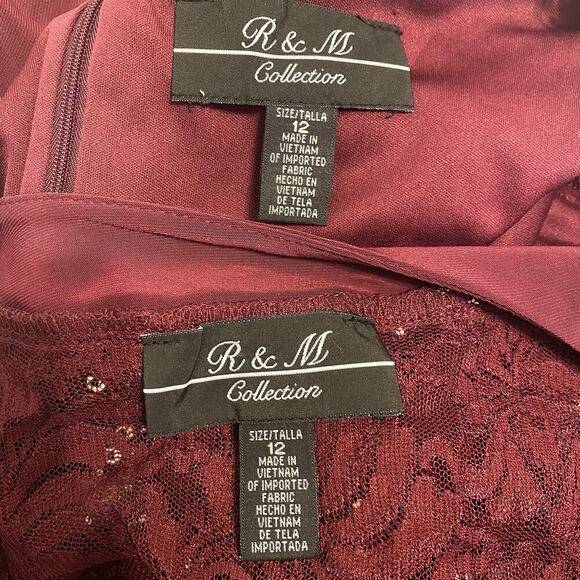 R & M
Collection
SIZE/TALLA
12
MADE IN
VIETNAM
OF IMPORTED
FABRIC
HECHO EN
VIETNAM
DE TELA
IMPORTADA
R & M
Collection
SIZE/TALLA
12
MADE IN
VIETNAM
OF IMPORTED
FABRIC
HECHO EN
VIETNAM
DE TELA
IMPORTADA